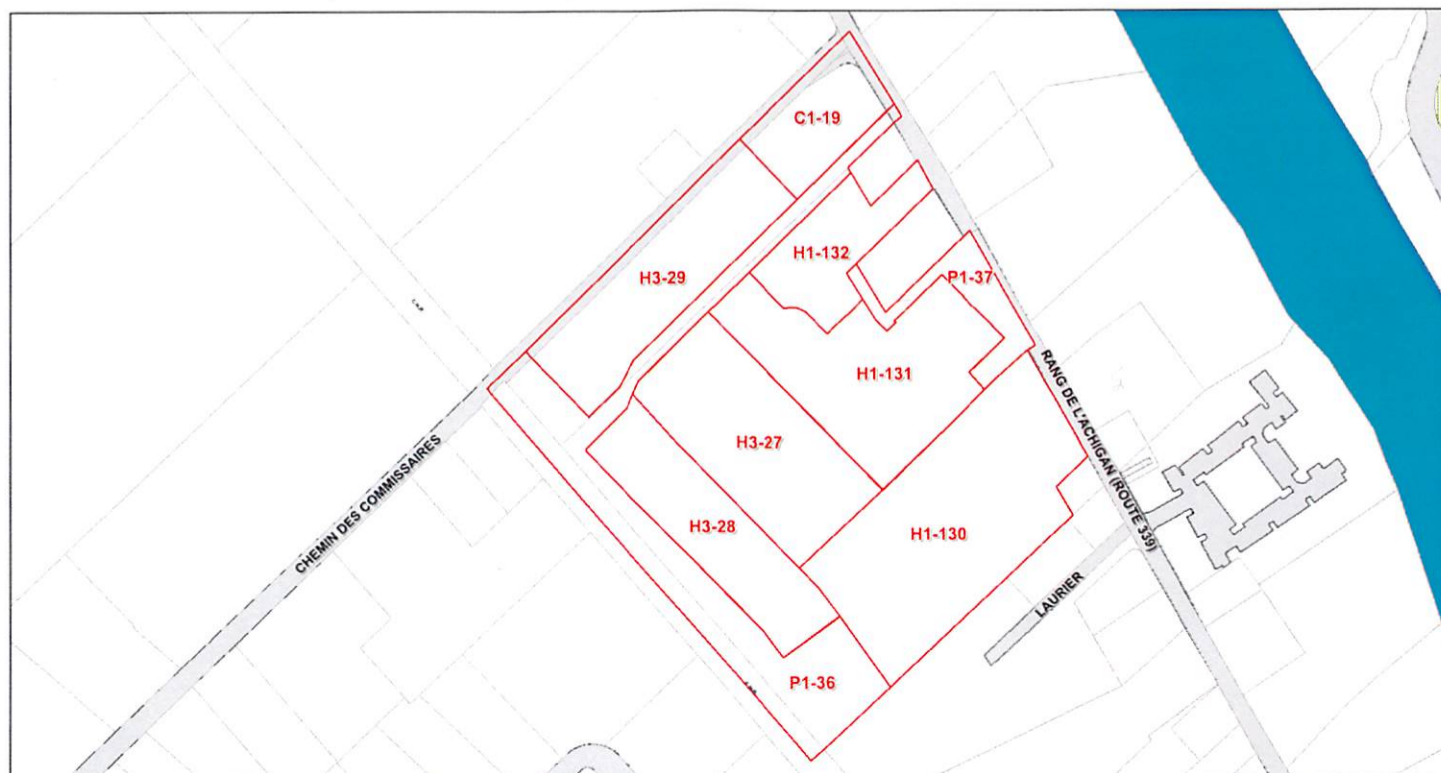 C1-19
H1-132
H3-29
P1-37
H1-131
H3-27
H3-28
H1-130
P1-36
CHEMIN DES COMMISSAIRES
RANG DE L'ACHIGAN (ROUTE 339)
LAURIER